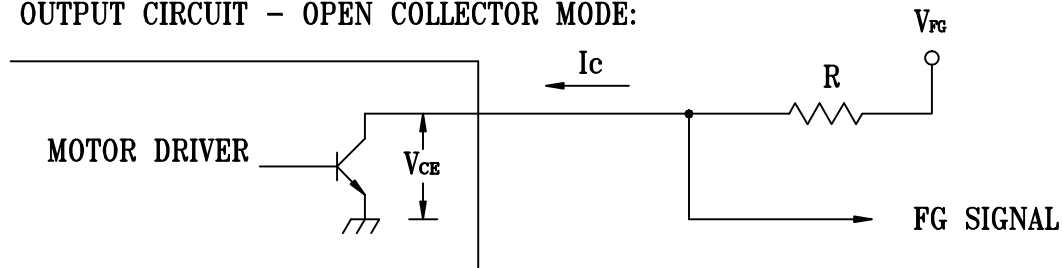 OUTPUT CIRCUIT - OPEN COLLECTOR MODE:
VFG
Ic
R
MOTOR DRIVER
VCE
FG SIGNAL